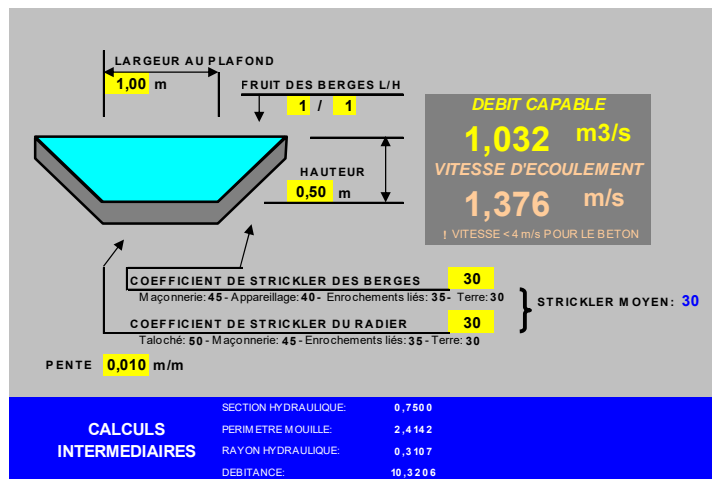 LARGEUR AU PLAFOND
1,00 m
FRUIT DES BERGES L/H
1 / 1
DEBIT CAPABLE
1,032 m3/s
VITESSE D'ECOULEMENT
1,376 m/s
! VITESSE < 4 m/s POUR LE BETON
HAUTEUR
0,50 m
COEFFICIENT DE STRICKLER DES BERGES 30
Maçonnerie: 45 - Appareillage: 40 - Enrochements liés: 35 - Terre: 30
STRICKLER MOYEN: 30
COEFFICIENT DE STRICKLER DU RADIER 30
Taloché: 50 - Maçonnerie: 45 - Enrochements liés: 35 - Terre: 30
PENTE 0,010 m/m
CALCULS INTERMEDIAIRES
SECTION HYDRAULIQUE: 0,7500
PERIMETRE MOUILLE: 2,4142
RAYON HYDRAULIQUE: 0,3107
DEBITANCE: 10,3206